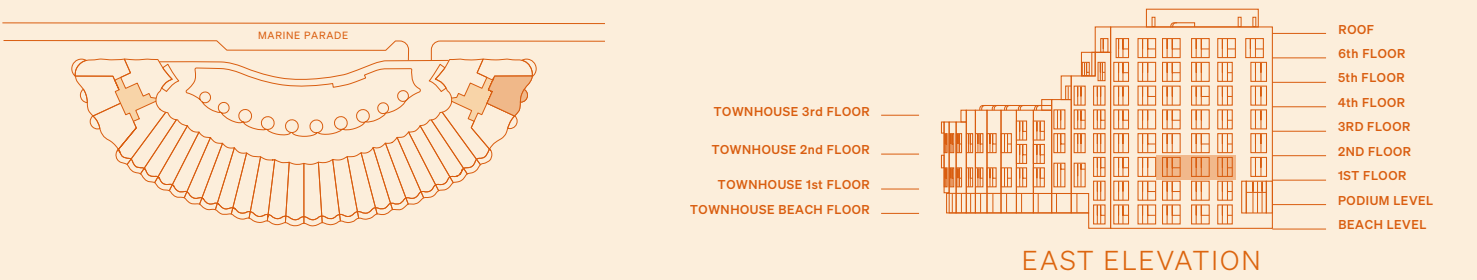 MARINE PARADE
TOWNHOUSE 3rd FLOOR
TOWNHOUSE 2nd FLOOR
TOWNHOUSE 1st FLOOR
TOWNHOUSE BEACH FLOOR
ROOF
6th FLOOR
5th FLOOR
4th FLOOR
3RD FLOOR
2ND FLOOR
1ST FLOOR
PODIUM LEVEL
BEACH LEVEL
EAST ELEVATION